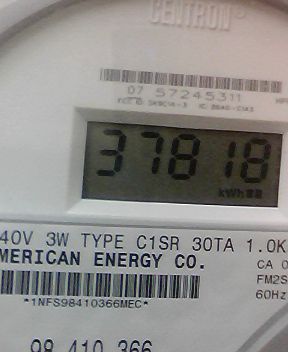 CENTRON®
07 57245311
37818
kWh
40V 3W TYPE C1SR 30TA 1.0K
MERICAN ENERGY CO.
CA 0
FM2S
60Hz
*1NFS98410366MEC*
98 410 366